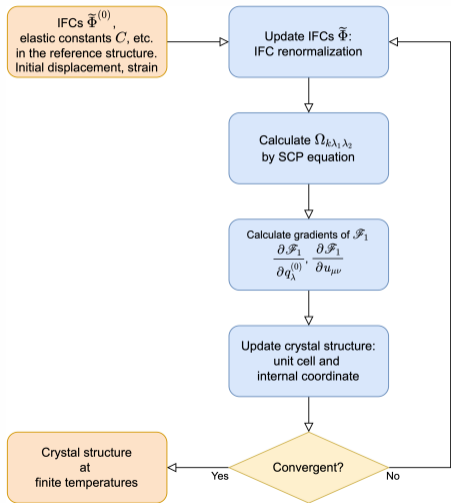 IFCs Φ̃⁽⁰⁾,
elastic constants C, etc.
in the reference structure.
Initial displacement, strain
Update IFCs Φ̃:
IFC renormalization
Calculate Ω_{kλ₁λ₂}
by SCP equation
Calculate gradients of ℱ₁
∂ℱ₁/∂q_λ⁽⁰⁾, ∂ℱ₁/∂u_{μν}
Update crystal structure:
unit cell and
internal coordinate
Convergent?
Yes
No
Crystal structure
at
finite temperatures